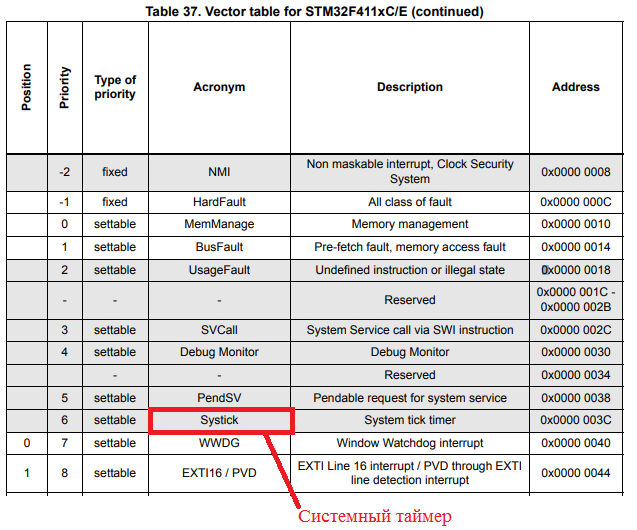 Table 37. Vector table for STM32F411xC/E (continued)
Position Priority Type of priority Acronym Description Address
-2 fixed NMI Non maskable interrupt, Clock Security System 0x0000 0008
-1 fixed HardFault All class of fault 0x0000 000C
0 settable MemManage Memory management 0x0000 0010
1 settable BusFault Pre-fetch fault, memory access fault 0x0000 0014
2 settable UsageFault Undefined instruction or illegal state 0x0000 0018
- - - Reserved 0x0000 001C - 0x0000 002B
3 settable SVCall System Service call via SWI instruction 0x0000 002C
4 settable Debug Monitor Debug Monitor 0x0000 0030
- - Reserved 0x0000 0034
5 settable PendSV Pendable request for system service 0x0000 0038
6 settable Systick System tick timer 0x0000 003C
0 7 settable WWDG Window Watchdog interrupt 0x0000 0040
1 8 settable EXTI16 / PVD EXTI Line 16 interrupt / PVD through EXTI line detection interrupt 0x0000 0044
Системный таймер